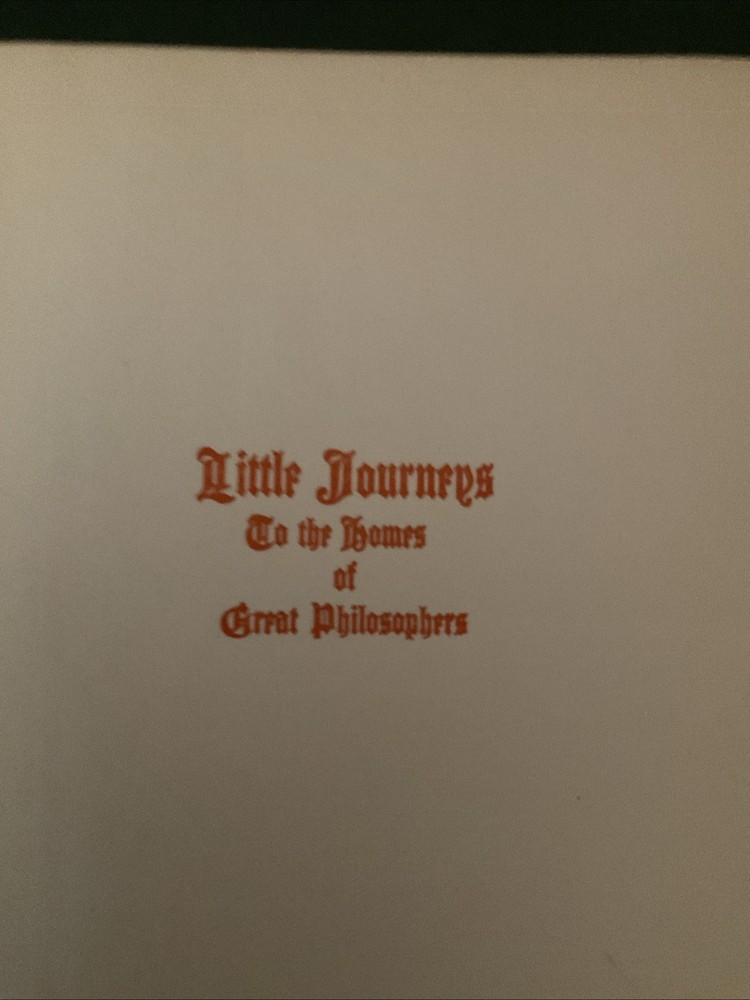 Little Journeys
To the Homes
of
Great Philosophers